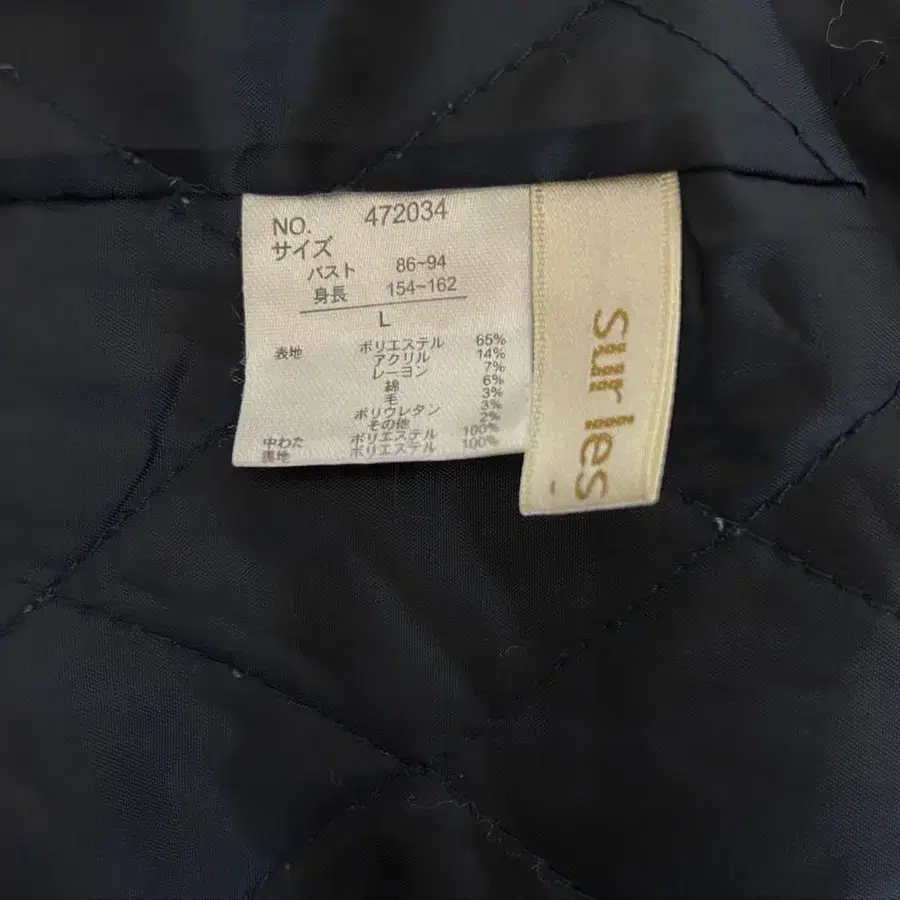 NO. 472034
サイズ
バスト 86~94
身長 154~162
L
表地 ポリエステル 65%
アクリル 14%
レーヨン 7%
綿 6%
毛 3%
ポリウレタン 3%
その他 2%
中わた ポリエステル 100%
裏地 ポリエステル 100%
sur les